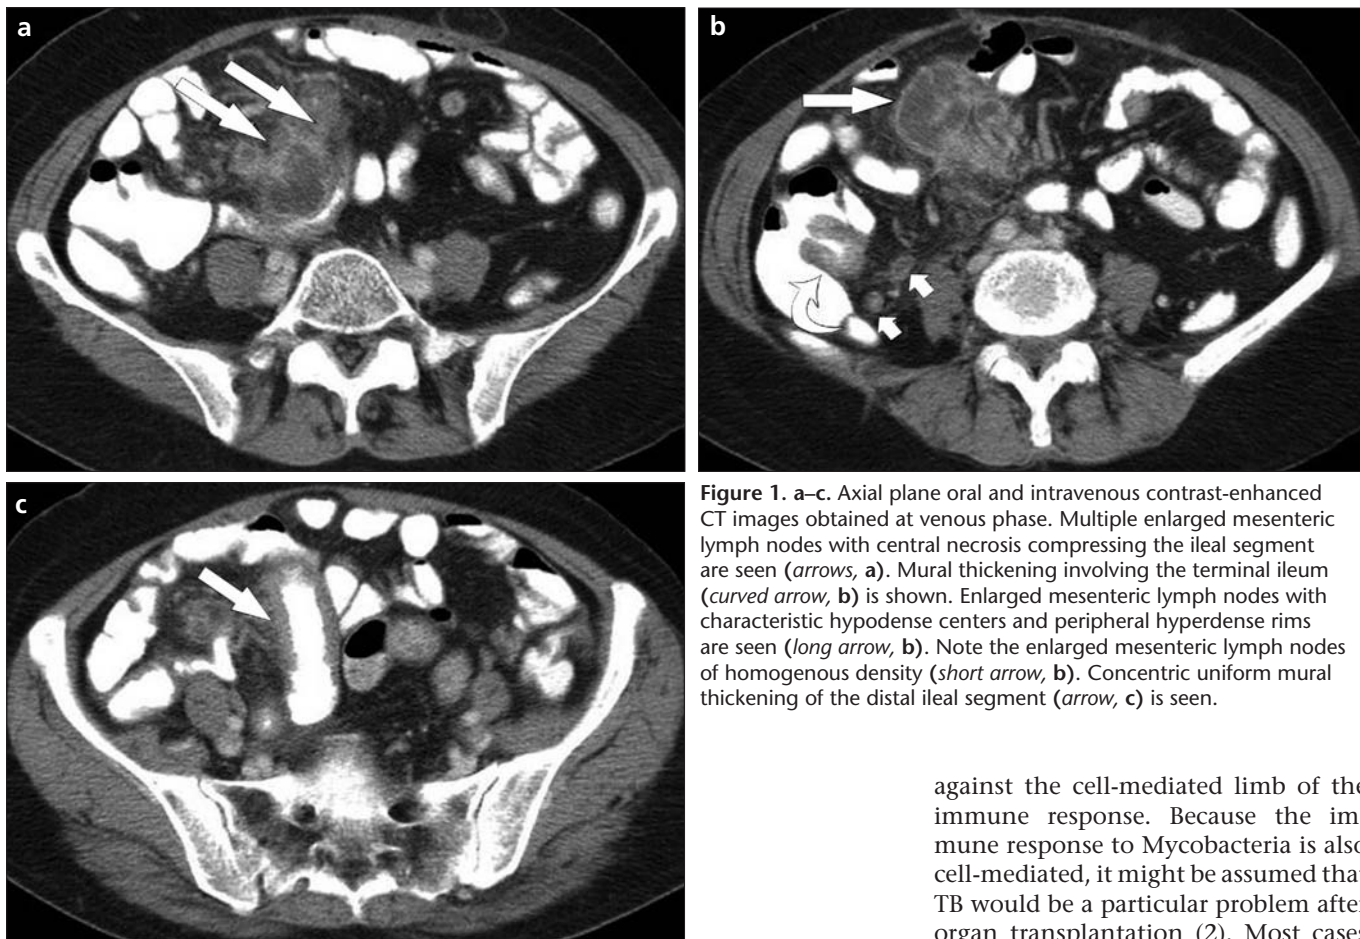 a
b
c
Figure 1. a–c. Axial plane oral and intravenous contrast-enhanced
CT images obtained at venous phase. Multiple enlarged mesenteric
lymph nodes with central necrosis compressing the ileal segment
are seen (arrows, a). Mural thickening involving the terminal ileum
(curved arrow, b) is shown. Enlarged mesenteric lymph nodes with
characteristic hypodense centers and peripheral hyperdense rims
are seen (long arrow, b). Note the enlarged mesenteric lymph nodes
of homogenous density (short arrow, b). Concentric uniform mural
thickening of the distal ileal segment (arrow, c) is seen.
against the cell-mediated limb of the
immune response. Because the im
mune response to Mycobacteria is also
cell-mediated, it might be assumed that
TB would be a particular problem after
organ transplantation (2). Most cases